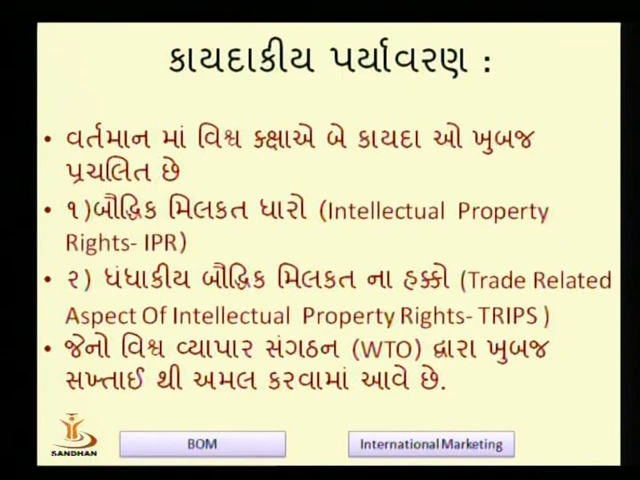 કાયદાકીય પર્યાવરણ :
• વર્તમાન માં વિશ્વ ક્ક્ષાએ બે કાયદા ઓ ખુબજ
પ્રચલિત છે
• ૧)બૌદ્ધિક મિલકત ધારો (Intellectual Property
Rights- IPR)
• ૨) ધંધાકીય બૌદ્ધિક મિલકત ના હક્કો (Trade Related
Aspect Of Intellectual Property Rights- TRIPS )
• જેનો વિશ્વ વ્યાપાર સંગઠન (WTO) દ્વારા ખુબજ
સખ્તાઈ થી અમલ કરવામાં આવે છે.
SANDHAN
BOM
International Marketing